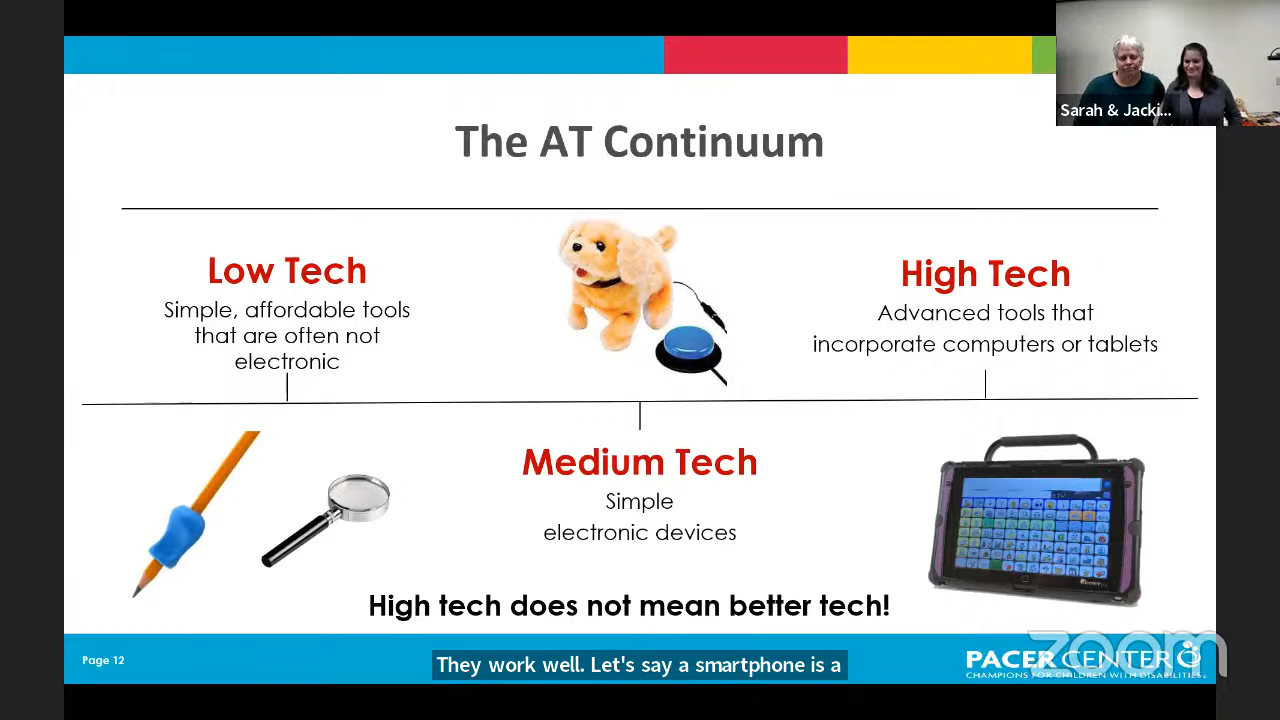 Sarah & Jacki...
The AT Continuum
Low Tech
Simple, affordable tools
that are often not
electronic
High Tech
Advanced tools that
incorporate computers or tablets
Medium Tech
Simple
electronic devices
High tech does not mean better tech!
Page 12
They work well. Let's say a smartphone is a
PACER CENTER
CHAMPIONS FOR CHILDREN WITH DISABILITIES
zoom